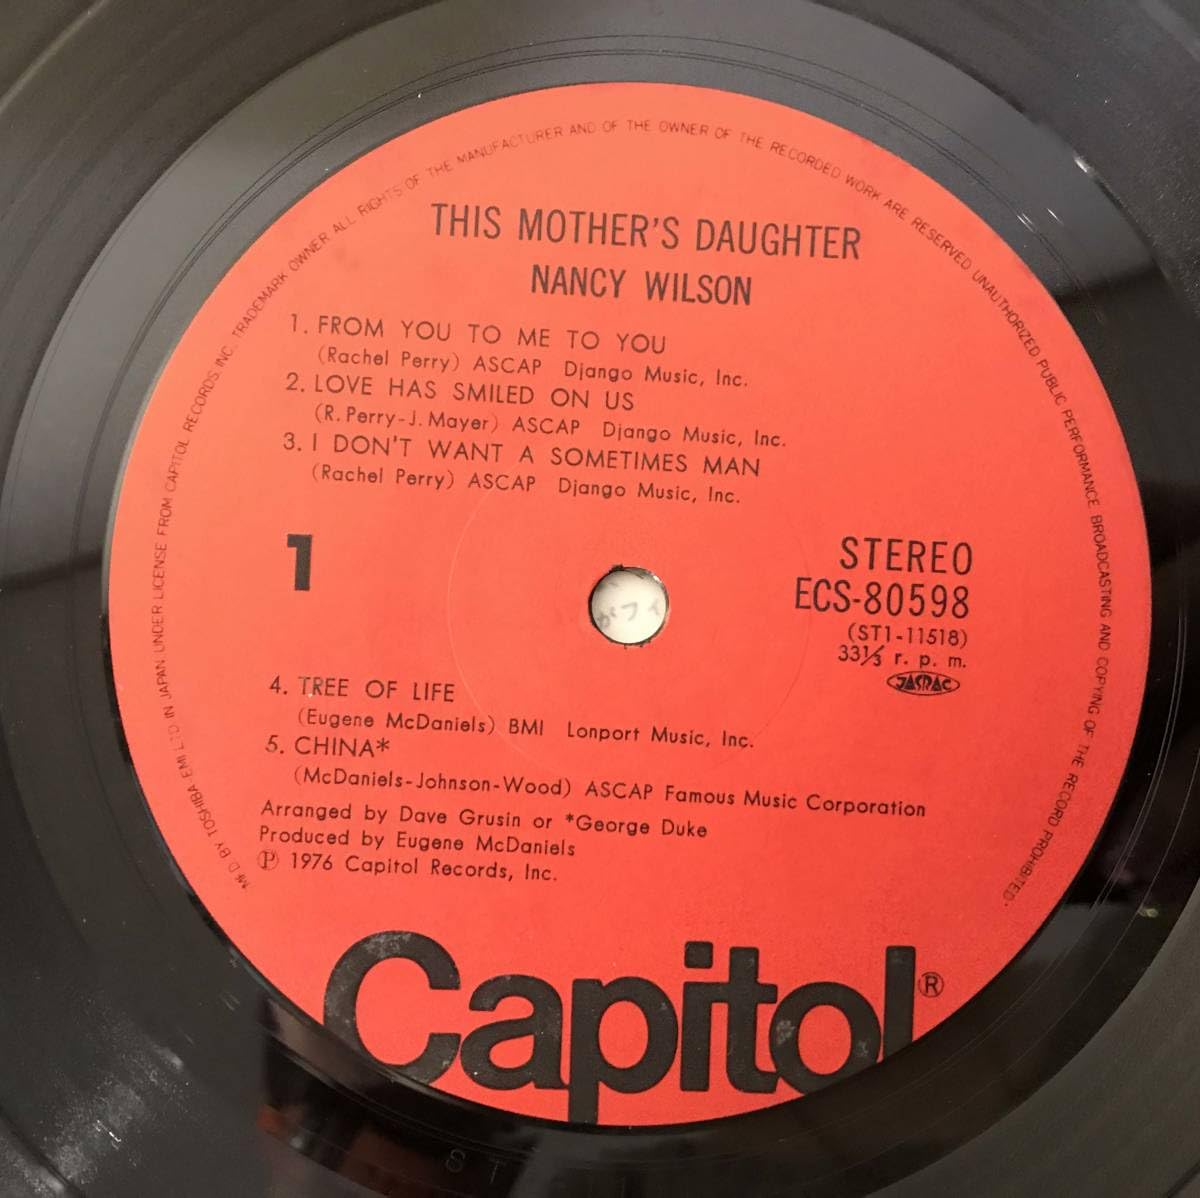 MF'D BY TOSHIBA-EMI LTD IN JAPAN UNDER LICENSE FROM CAPITOL RECORDS INC. TRADEMARK OWNER ALL RIGHTS OF THE MANUFACTURER AND OF THE OWNER OF THE RECORDED WORK ARE RESERVED UNAUTHORIZED PUBLIC PERFORMANCE BROADCASTING AND COPYING OF THE RECORD PROHIBITED.
THIS MOTHER'S DAUGHTER
NANCY WILSON
1. FROM YOU TO ME TO YOU
(Rachel Perry) ASCAP Django Music, Inc.
2. LOVE HAS SMILED ON US
(R. Perry-J. Mayer) ASCAP Django Music, Inc.
3. I DON'T WANT A SOMETIMES MAN
(Rachel Perry) ASCAP Django Music, Inc.
1
STEREO
ECS-80598
(ST1-11518)
33⅓ r. p. m.
JASRAC
4. TREE OF LIFE
(Eugene McDaniels) BMI Lonport Music, Inc.
5. CHINA*
(McDaniels-Johnson-Wood) ASCAP Famous Music Corporation
Arranged by Dave Grusin or *George Duke
Produced by Eugene McDaniels
Ⓟ 1976 Capitol Records, Inc.
Capitol®